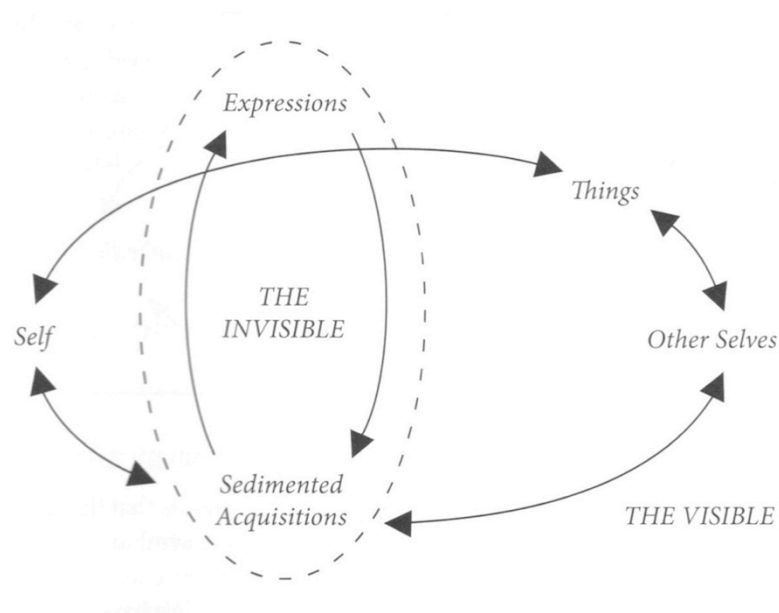 Expressions
Things
THE
INVISIBLE
Self
Other Selves
Sedimented
Acquisitions
THE VISIBLE